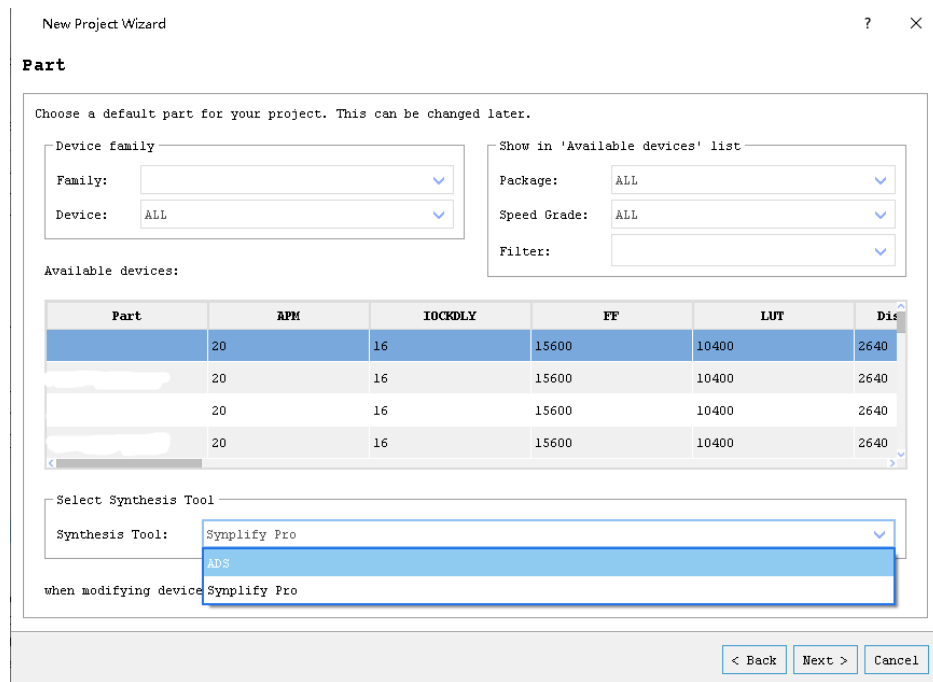 New Project Wizard
Part
Choose a default part for your project. This can be changed later.
Device family
Family:
Device: ALL
Show in 'Available devices' list
Package: ALL
Speed Grade: ALL
Filter:
Available devices:
Part APM IOCKDLY FF LUT Dis
20 16 15600 10400 2640
20 16 15600 10400 2640
20 16 15600 10400 2640
20 16 15600 10400 2640
Select Synthesis Tool
Synthesis Tool: Synplify Pro
ADS
when modifying device Synplify Pro
< Back Next > Cancel